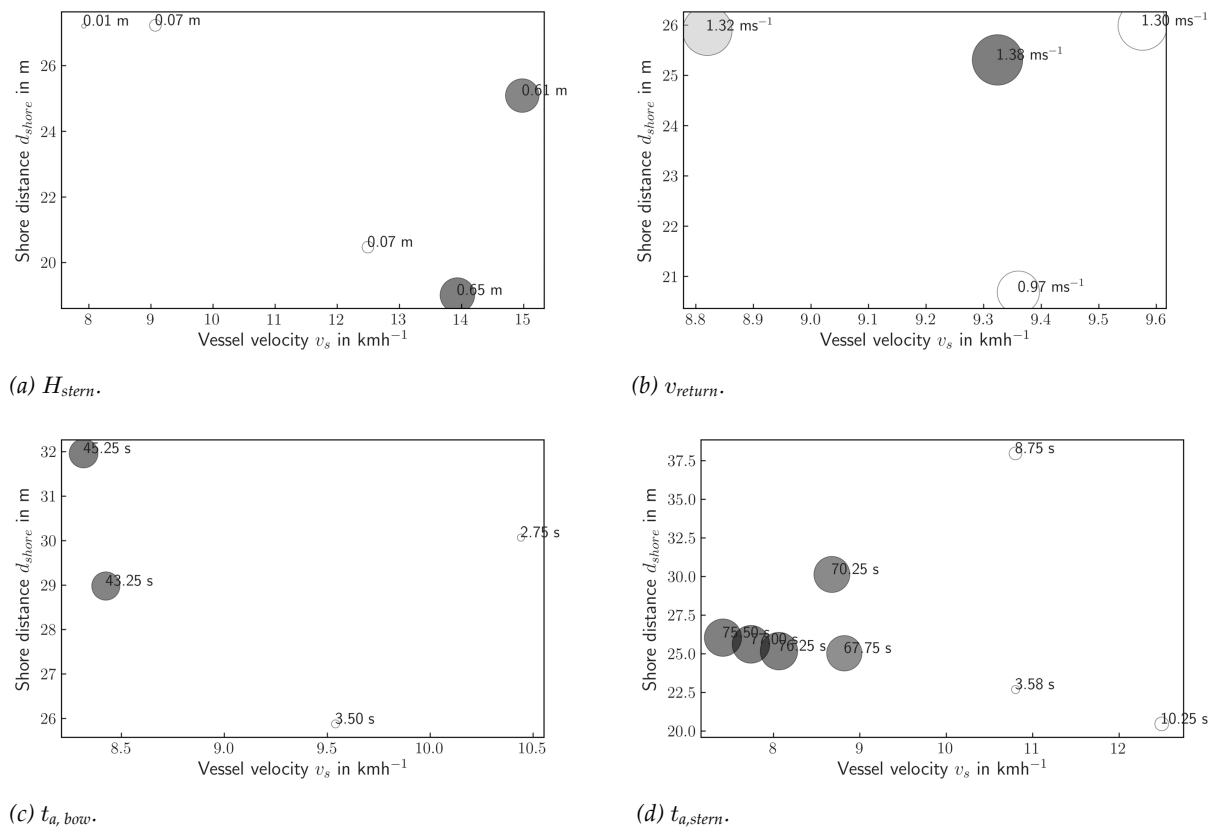 0.01 m
0.07 m
0.61 m
0.07 m
0.65 m
26
24
22
20
8 9 10 11 12 13 14 15
Shore distance d_shore in m
Vessel velocity v_s in kmh⁻¹
(a) H_stern.
1.32 ms⁻¹
1.30 ms⁻¹
1.38 ms⁻¹
0.97 ms⁻¹
26
25
24
23
22
21
8.8 8.9 9.0 9.1 9.2 9.3 9.4 9.5 9.6
Shore distance d_shore in m
Vessel velocity v_s in kmh⁻¹
(b) v_return.
45.25 s
2.75 s
43.25 s
3.50 s
32
31
30
29
28
27
26
8.5 9.0 9.5 10.0 10.5
Shore distance d_shore in m
Vessel velocity v_s in kmh⁻¹
(c) t_a, bow.
8.75 s
70.25 s
75.50 s
76.25 s
67.75 s
3.58 s
10.25 s
37.5
35.0
32.5
30.0
27.5
25.0
22.5
20.0
8 9 10 11 12
Shore distance d_shore in m
Vessel velocity v_s in kmh⁻¹
(d) t_a,stern.